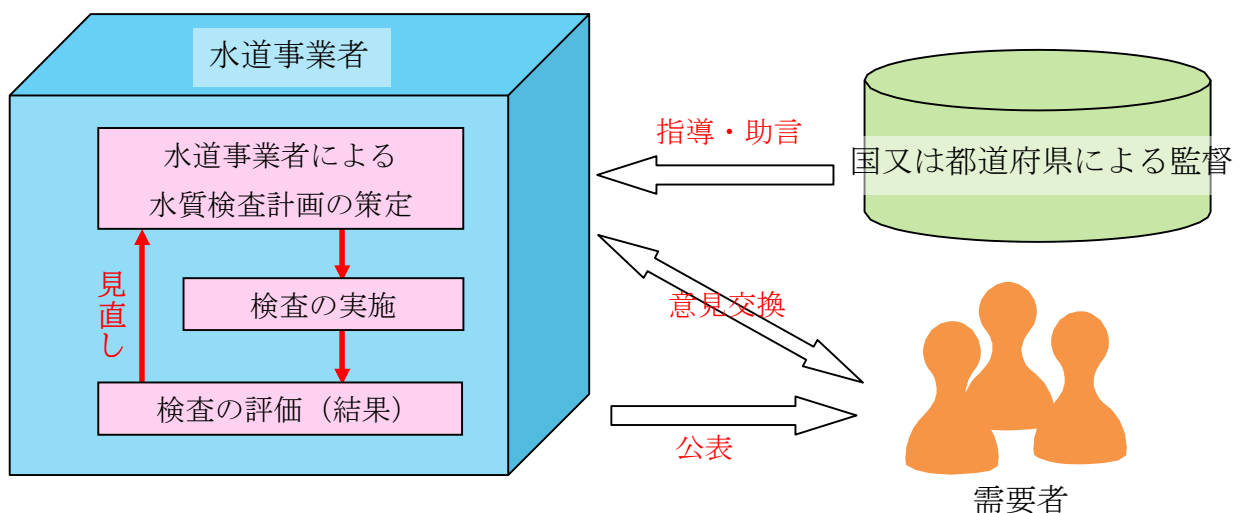 水道事業者
水道事業者による
水質検査計画の策定
見直し
検査の実施
検査の評価（結果）
指導・助言
国又は都道府県による監督
意見交換
公表
需要者